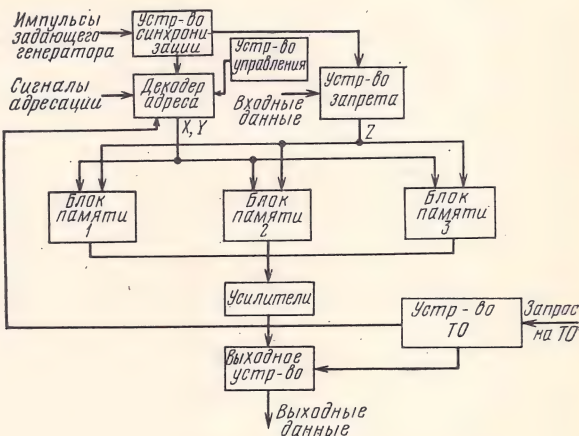 Импульсы
задающего
генератора
Устр-во
синхрони-
зации
Устр-во
управления
Сигналы
адресации
Декодер
адреса
Входные
данные
Устр-во
запрета
X, Y
Z
Блок
памяти
1
Блок
памяти
2
Блок
памяти
3
Усилители
Устр-во
ТО
Запрос
на ТО
Выходное
устр-во
Выходные
данные